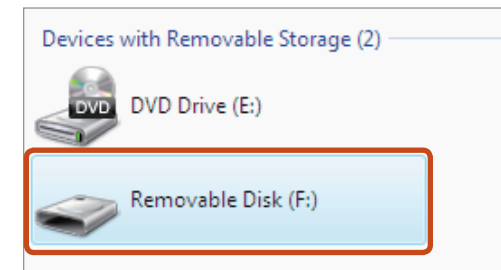 Devices with Removable Storage (2)
DVD
DVD Drive (E:)
Removable Disk (F:)